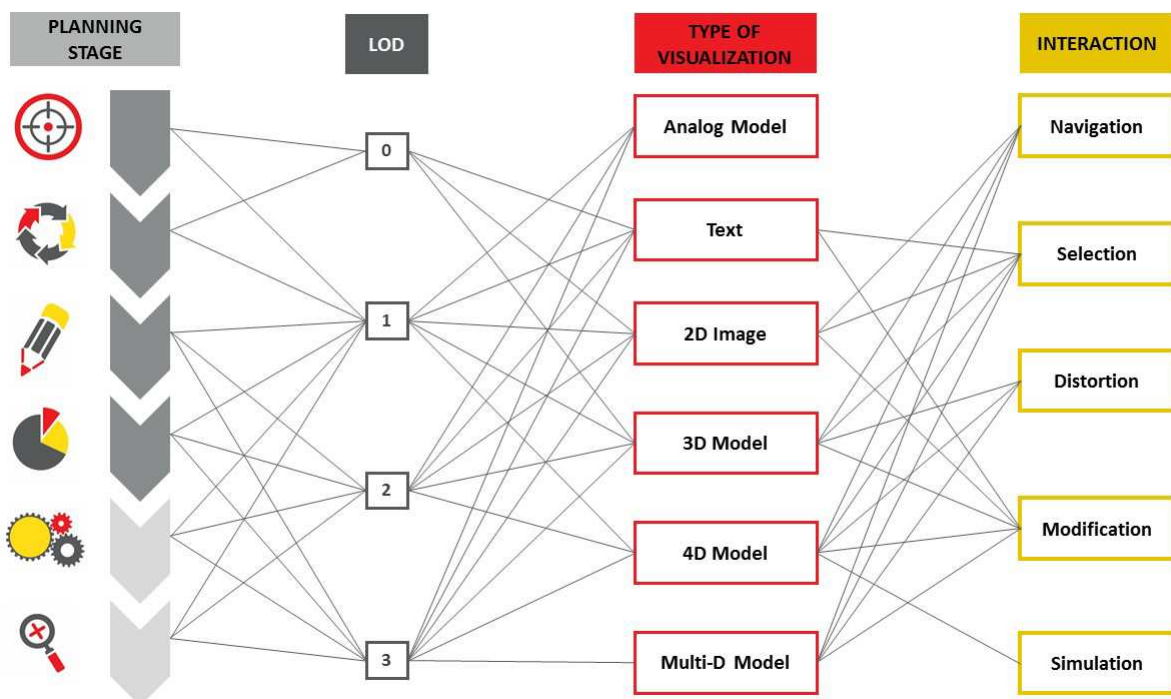 PLANNING
STAGE
LOD
TYPE OF
VISUALIZATION
INTERACTION
0
1
2
3
Analog Model
Text
2D Image
3D Model
4D Model
Multi-D Model
Navigation
Selection
Distortion
Modification
Simulation